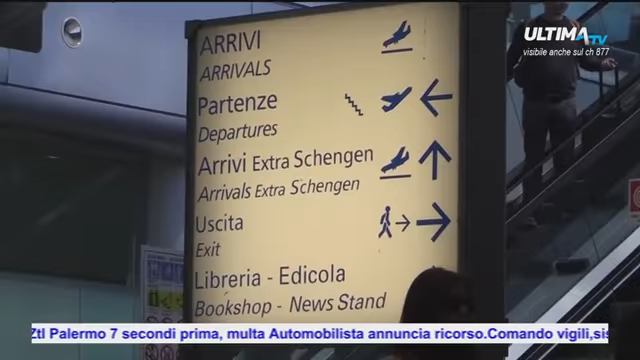 ULTIMA TV
visibile anche sul ch 877
ARRIVI
ARRIVALS
Partenze
Departures
Arrivi Extra Schengen
Arrivals Extra Schengen
Uscita
Exit
Libreria - Edicola
Bookshop - News Stand
Ztl Palermo 7 secondi prima, multa Automobilista annuncia ricorso.Comando vigili,sis